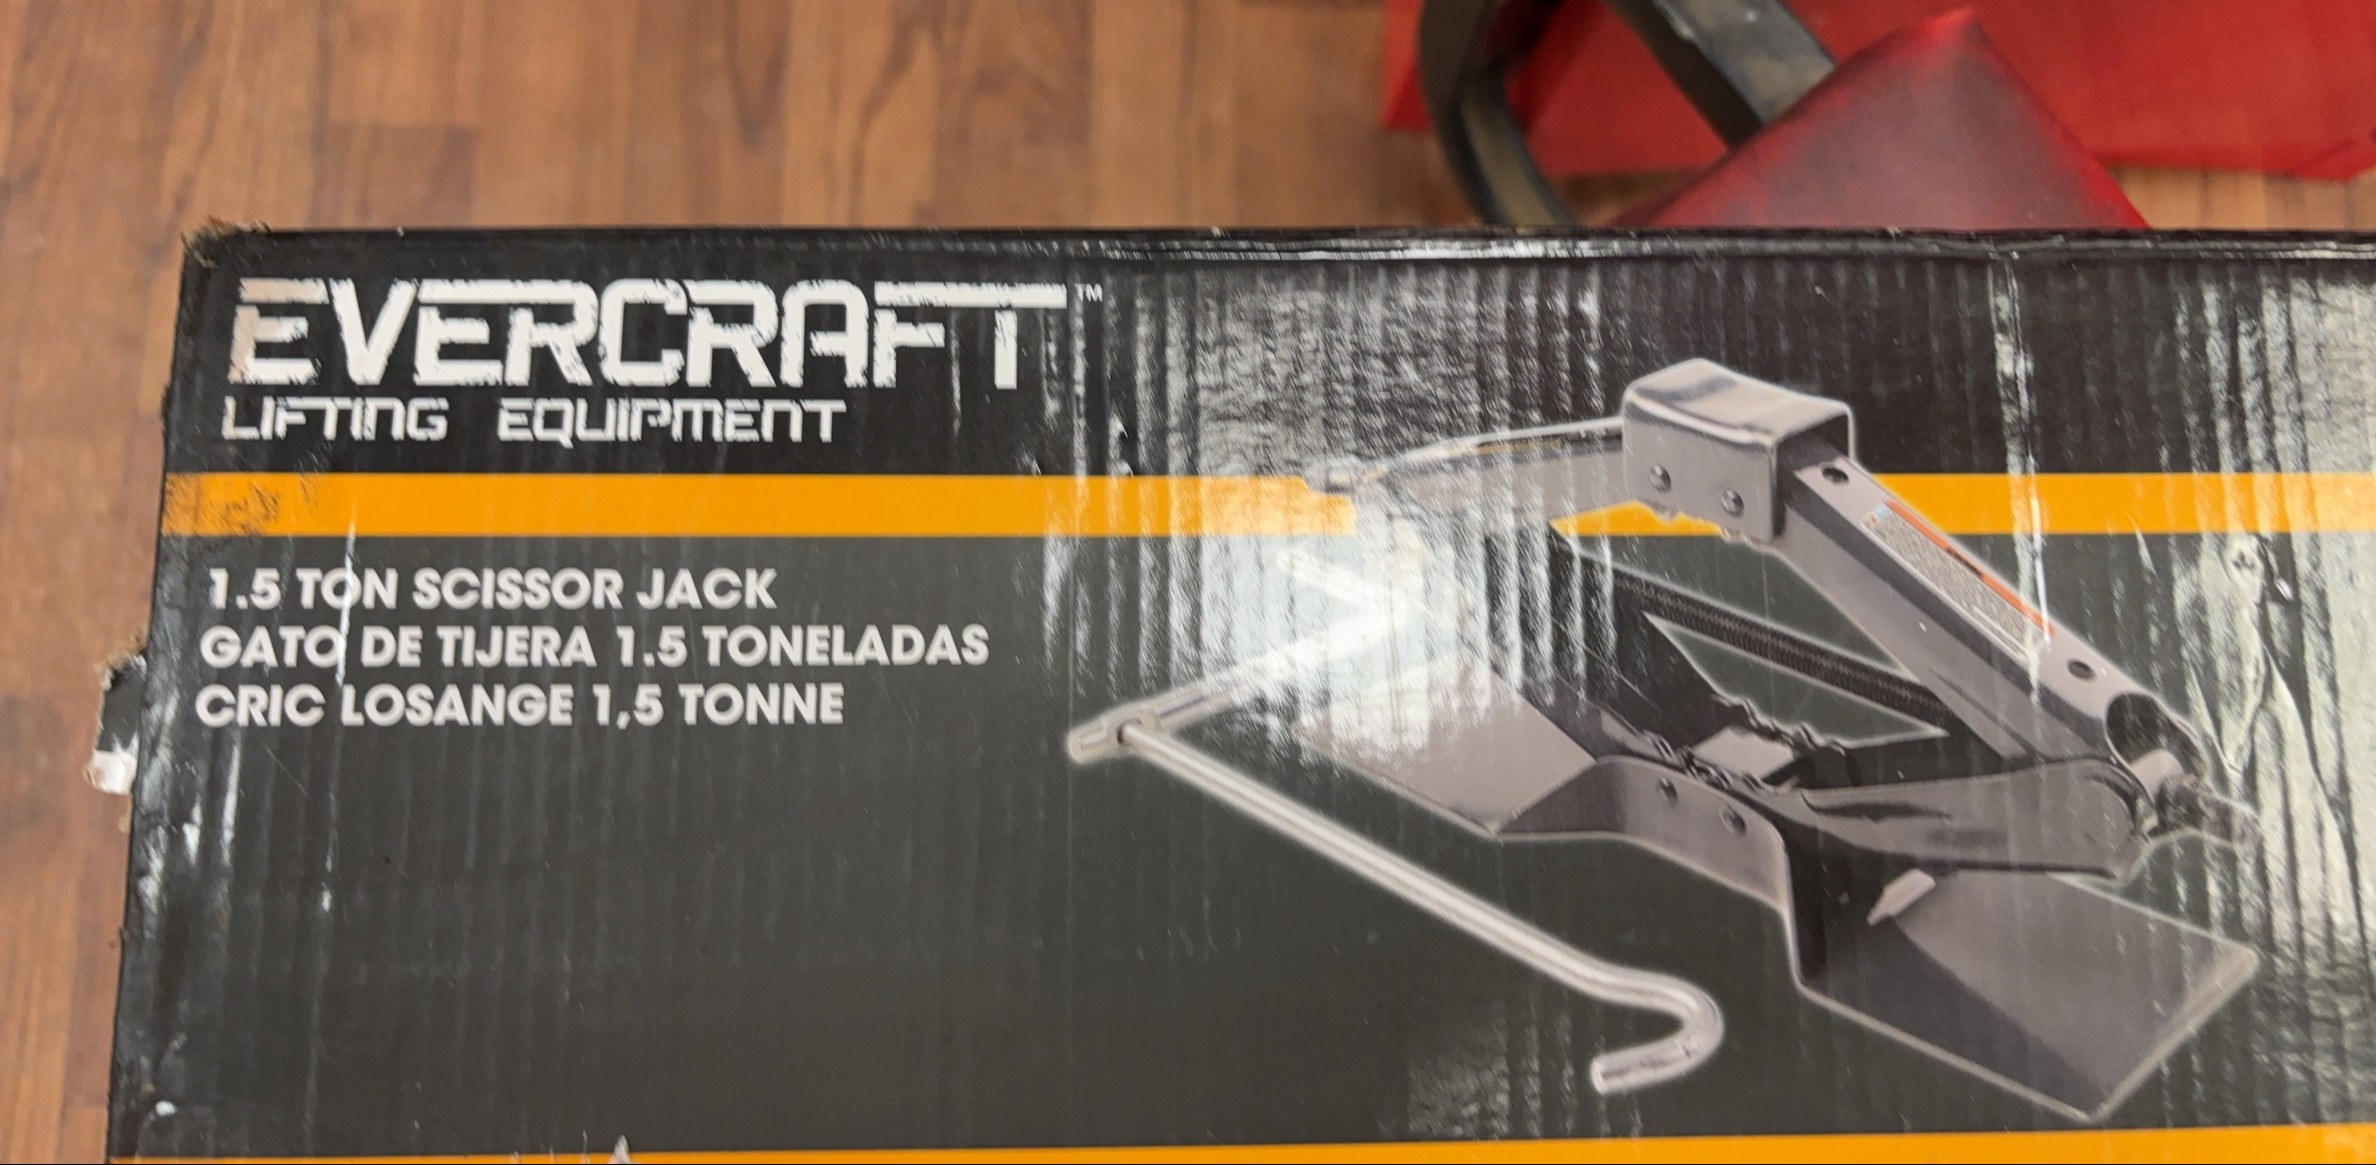 EVERCRAFT™
LIFTING EQUIPMENT
1.5 TON SCISSOR JACK
GATO DE TIJERA 1.5 TONELADAS
CRIC LOSANGE 1,5 TONNE